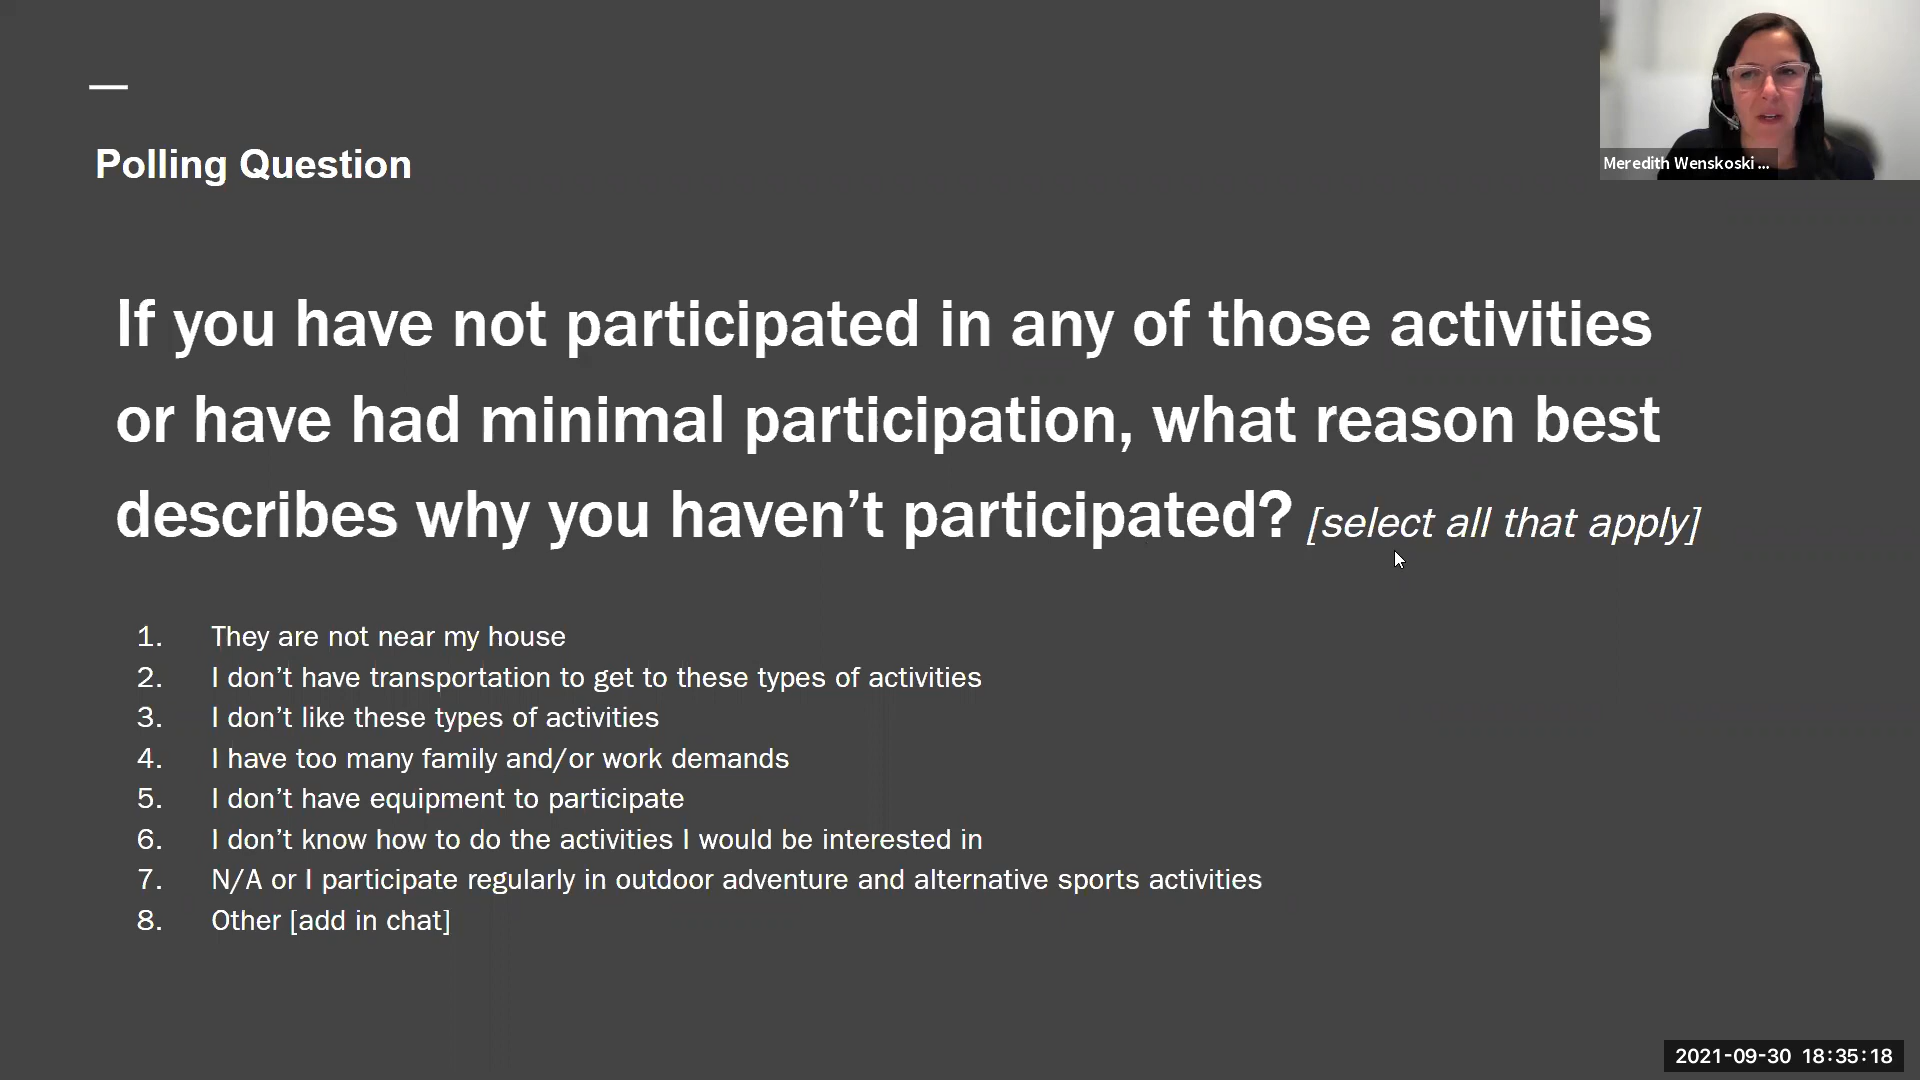 Polling Question
If you have not participated in any of those activities
or have had minimal participation, what reason best
describes why you haven’t participated? [select all that apply]
1. They are not near my house
2. I don’t have transportation to get to these types of activities
3. I don’t like these types of activities
4. I have too many family and/or work demands
5. I don’t have equipment to participate
6. I don’t know how to do the activities I would be interested in
7. N/A or I participate regularly in outdoor adventure and alternative sports activities
8. Other [add in chat]
Meredith Wenskoski ...
2021-09-30 18:35:18